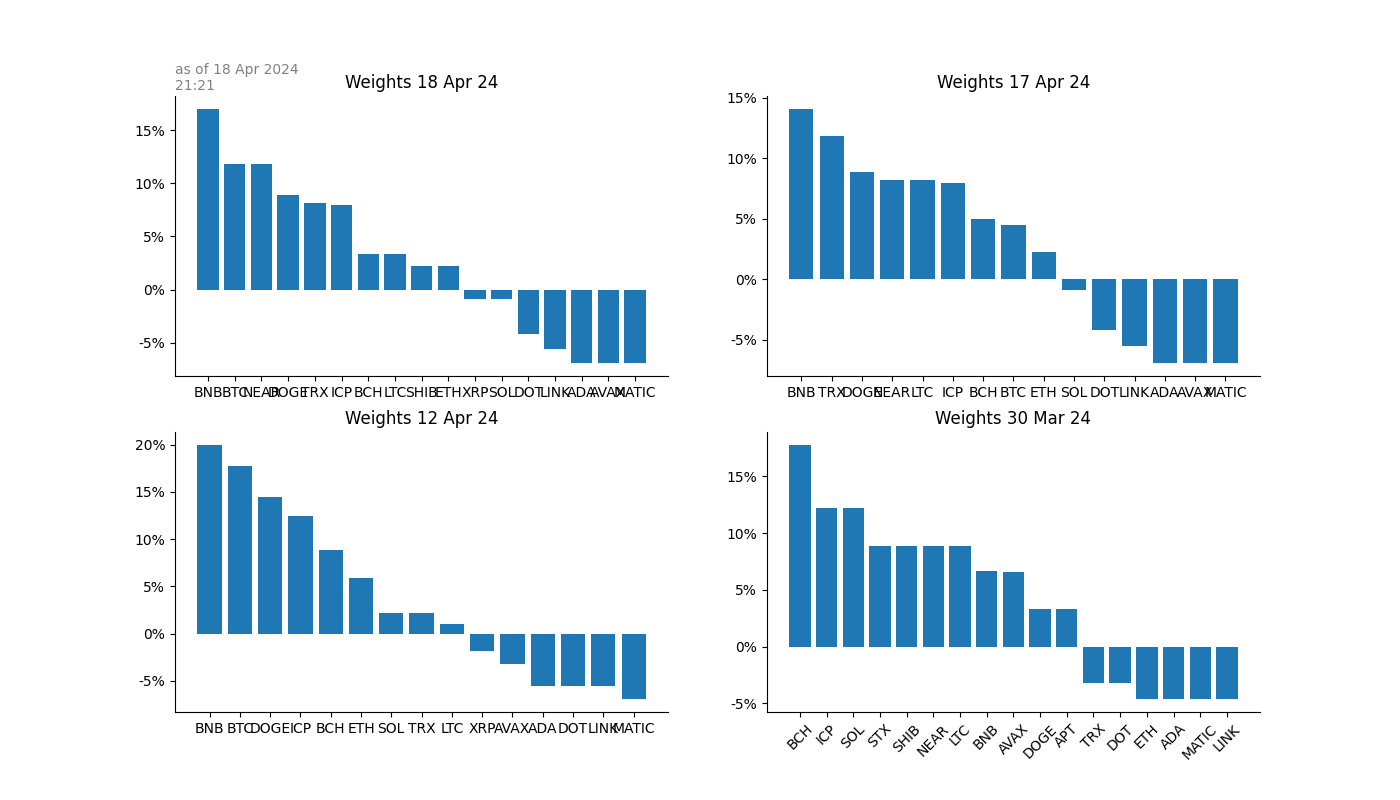 as of 18 Apr 2024
21:21
Weights 18 Apr 24
15%
10%
5%
0%
-5%
BNB BTC NEAR DOGE TRX ICP BCH LTC SHIB ETH XRP SOL DOT LINK ADA AVAX MATIC
Weights 17 Apr 24
15%
10%
5%
0%
-5%
BNB TRX DOGE NEAR LTC ICP BCH BTC ETH SOL DOT LINK ADA AVAX MATIC
Weights 12 Apr 24
20%
15%
10%
5%
0%
-5%
BNB BTC DOGE ICP BCH ETH SOL TRX LTC XRP AVAX ADA DOT LINK MATIC
Weights 30 Mar 24
15%
10%
5%
0%
-5%
BCH ICP SOL STX SHIB NEAR LTC BNB AVAX DOGE APT TRX DOT ETH ADA MATIC LINK